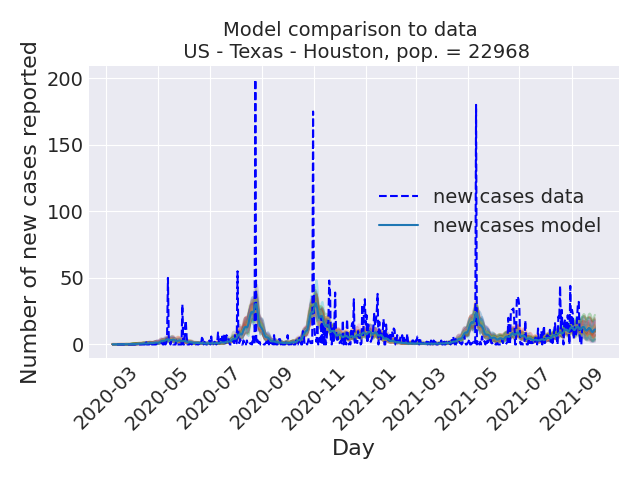 Model comparison to data
US - Texas - Houston, pop. = 22968
Number of new cases reported
200
150
100
50
0
new cases data
new cases model
2020-03
2020-05
2020-07
2020-09
2020-11
2021-01
2021-03
2021-05
2021-07
2021-09
Day